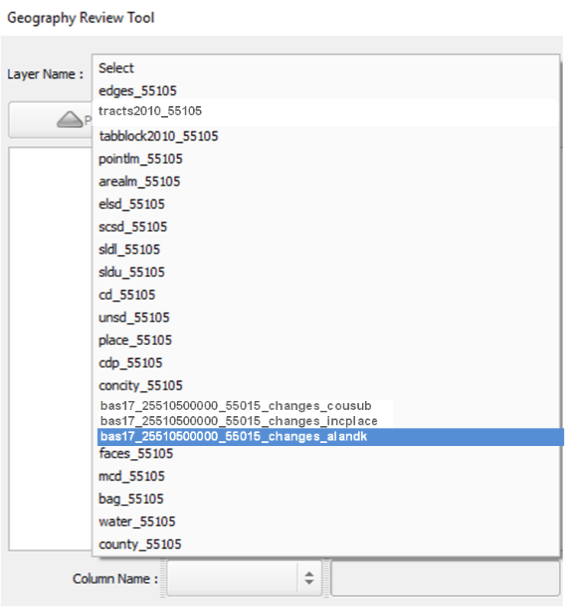 Geography Review Tool
Layer Name :
Select
edges_55105
tracts2010_55105
P
tabblock2010_55105
pointlm_55105
arealm_55105
elsd_55105
scsd_55105
sldl_55105
sldu_55105
cd_55105
unsd_55105
place_55105
cdp_55105
concity_55105
bas17_25510500000_55015_changes_cousub
bas17_25510500000_55015_changes_incplace
bas17_25510500000_55015_changes_alandk
faces_55105
mcd_55105
bag_55105
water_55105
county_55105
Column Name :